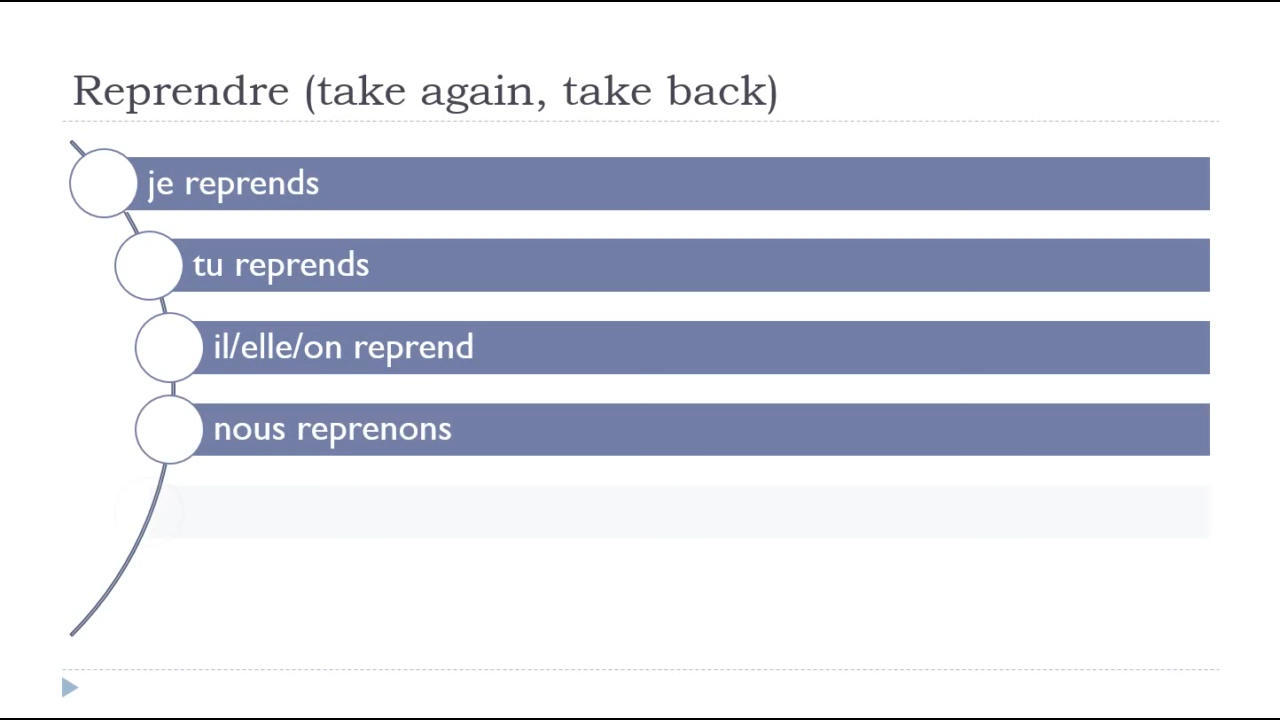 Reprendre (take again, take back)
je reprends
tu reprends
il/elle/on reprend
nous reprenons